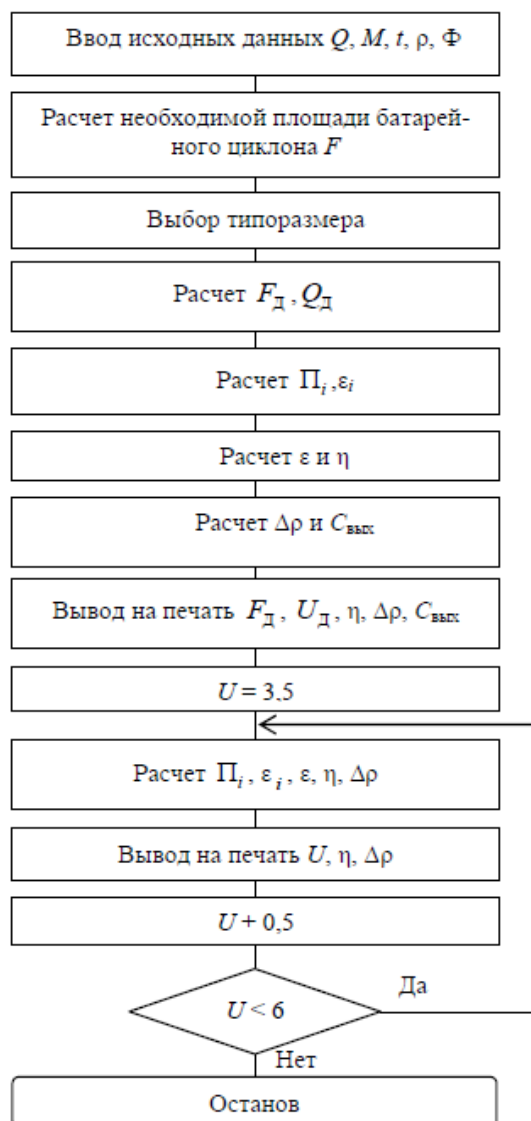 Ввод исходных данных Q, M, t, ρ, Φ
Расчет необходимой площади батарей-
ного циклона F
Выбор типоразмера
Расчет F_Д , Q_Д
Расчет Π_i ,ε_i
Расчет ε и η
Расчет Δρ и C_вых
Вывод на печать F_Д , U_Д , η, Δρ, C_вых
U = 3,5
Расчет Π_i , ε_i , ε, η, Δρ
Вывод на печать U, η, Δρ
U + 0,5
U < 6
Да
Нет
Останов